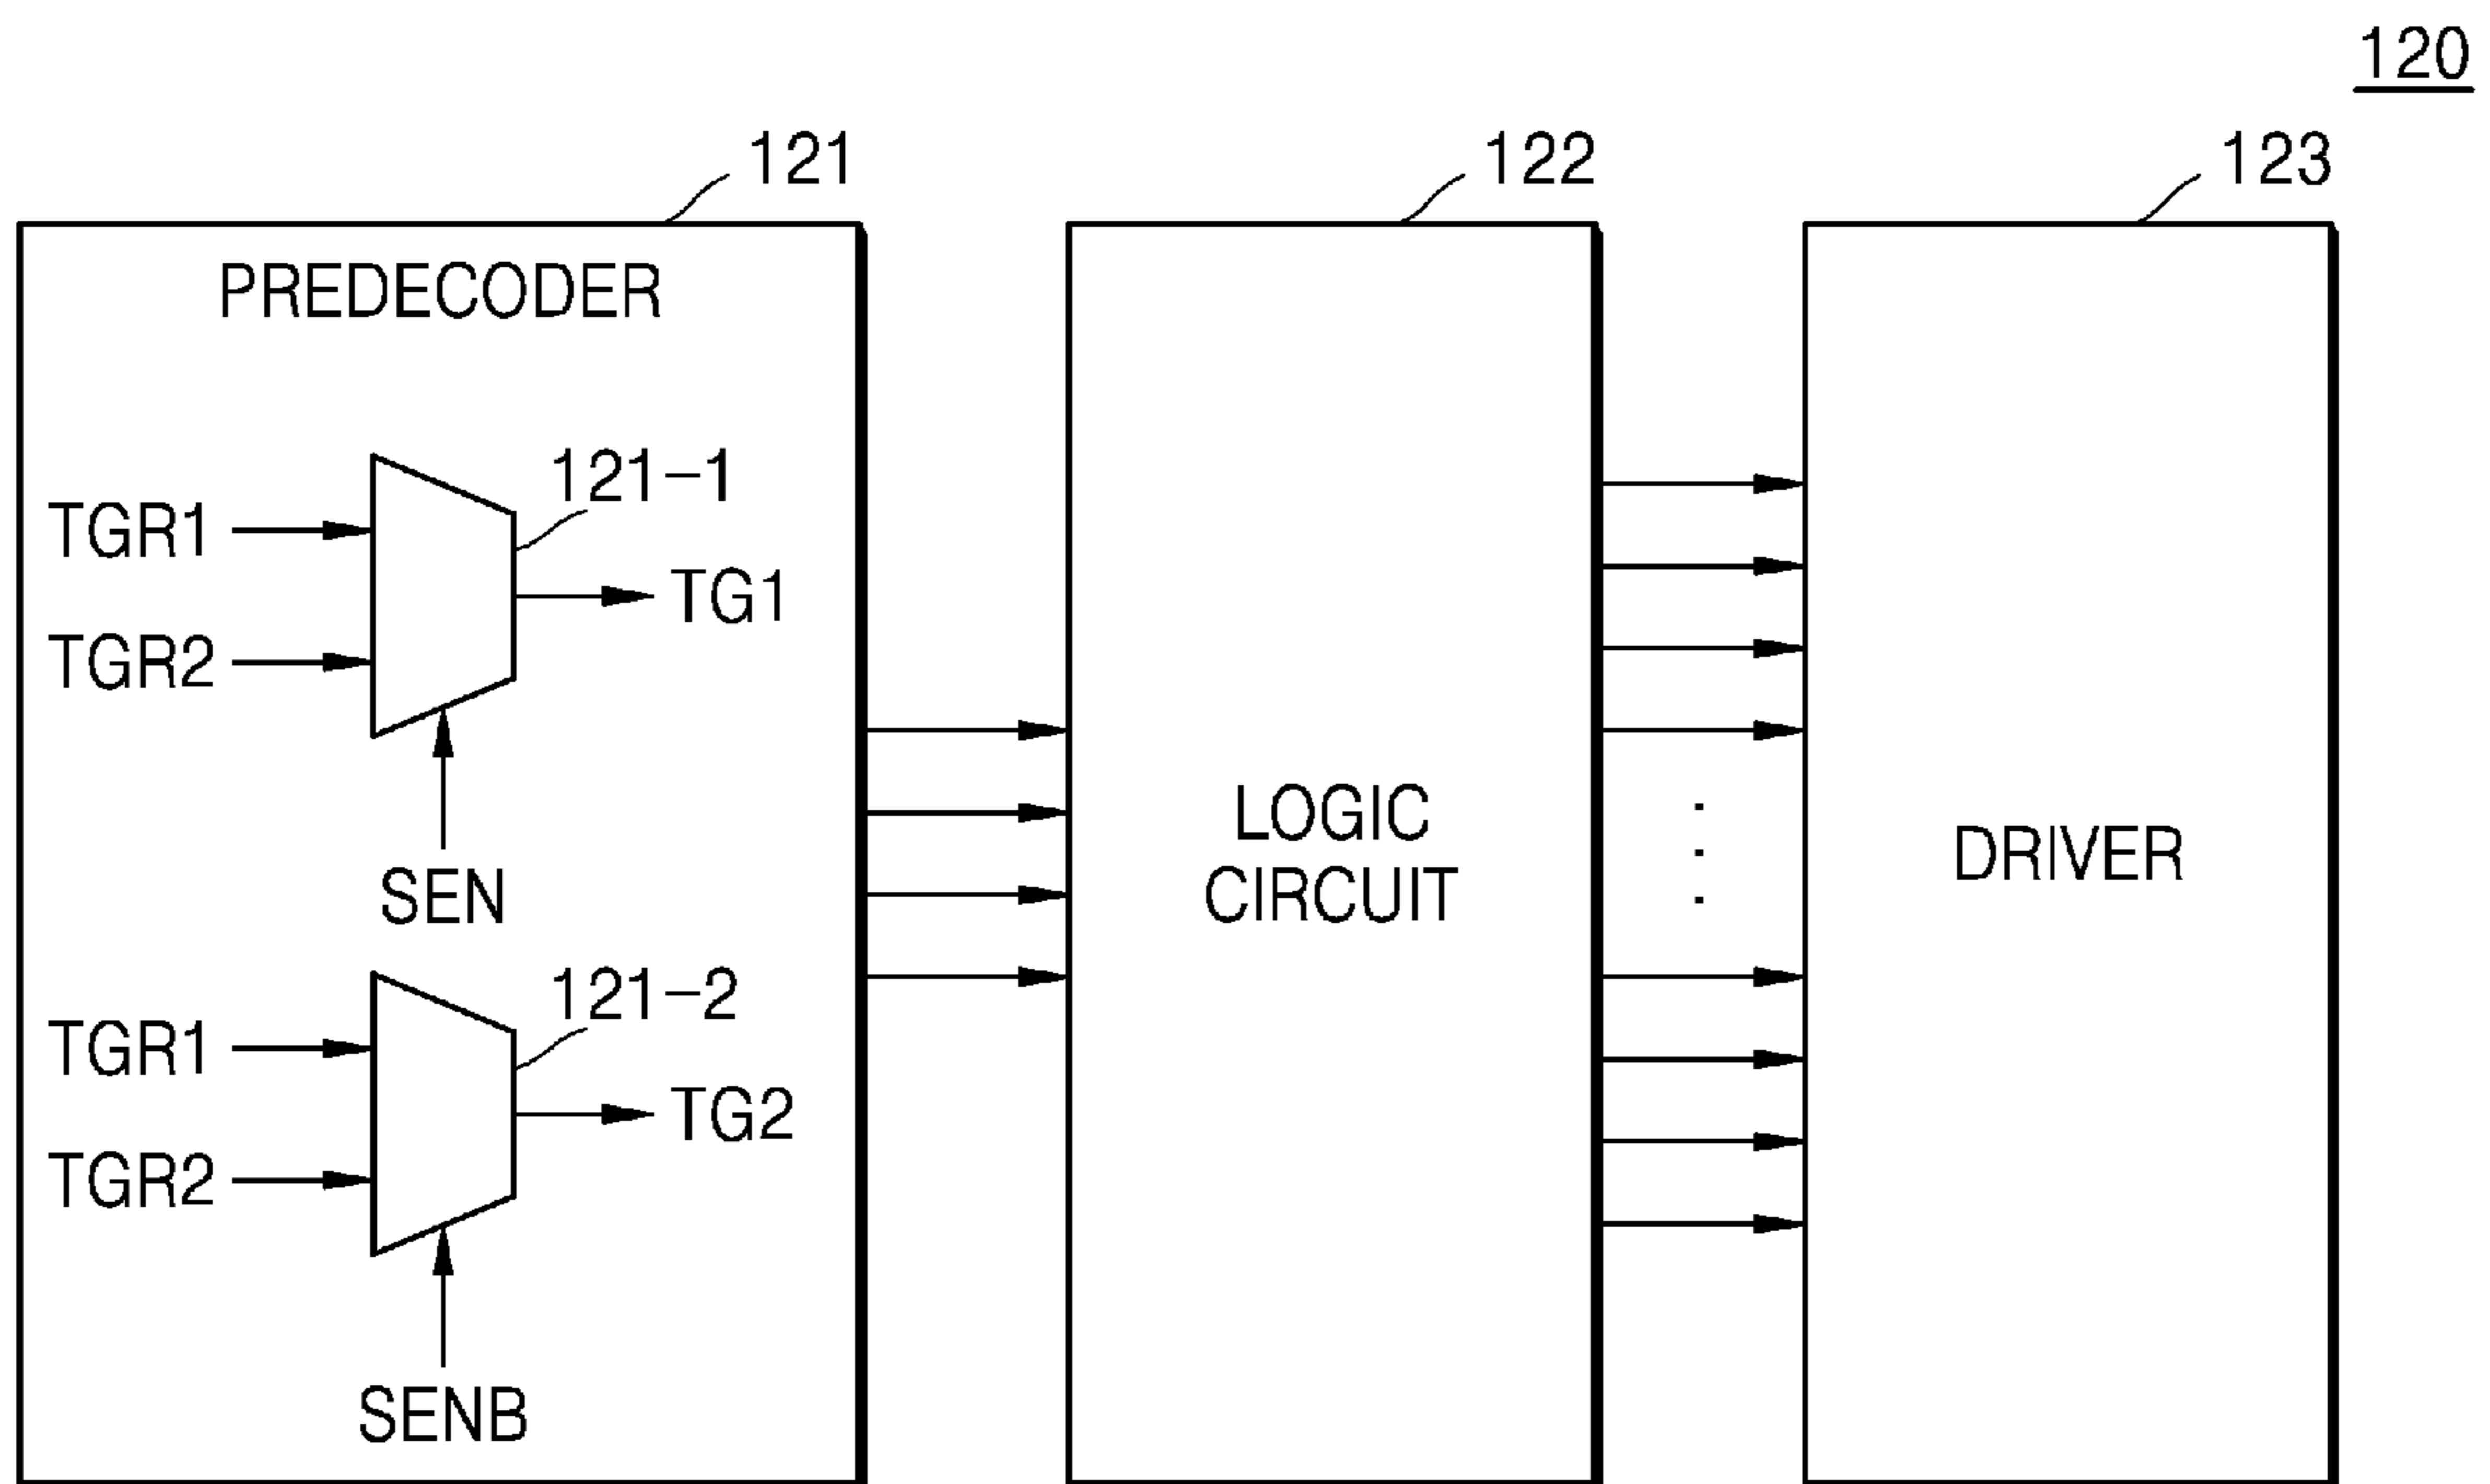 120
121
122
123
PREDECODER
121-1
TGR1
TG1
TGR2
SEN
121-2
TGR1
TG2
TGR2
SENB
LOGIC
CIRCUIT
DRIVER